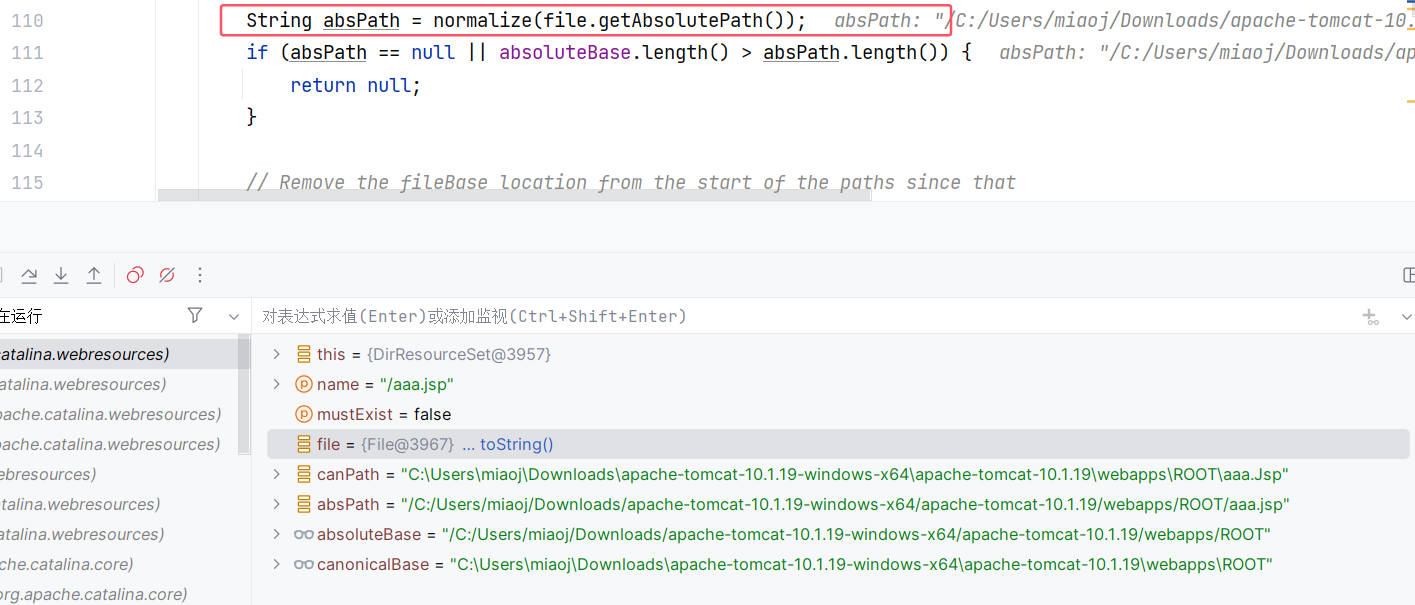 110 String absPath = normalize(file.getAbsolutePath()); absPath: "/C:/Users/miaoj/Downloads/apache-tomcat-10.
111 if (absPath == null || absoluteBase.length() > absPath.length()) { absPath: "/C:/Users/miaoj/Downloads/ap
112 return null;
113 }
114
115 // Remove the fileBase location from the start of the paths since that
在运行
对表达式求值(Enter)或添加监视(Ctrl+Shift+Enter)
catalina.webresources)
this = {DirResourceSet@3957}
atalina.webresources)
name = "/aaa.jsp"
pache.catalina.webresources)
mustExist = false
pache.catalina.webresources)
file = {File@3967} ... toString()
ebresources)
canPath = "C:\Users\miaoj\Downloads\apache-tomcat-10.1.19-windows-x64\apache-tomcat-10.1.19\webapps\ROOT\aaa.Jsp"
atalina.webresources)
absPath = "/C:/Users/miaoj/Downloads/apache-tomcat-10.1.19-windows-x64/apache-tomcat-10.1.19/webapps/ROOT/aaa.jsp"
atalina.webresources)
absoluteBase = "/C:/Users/miaoj/Downloads/apache-tomcat-10.1.19-windows-x64/apache-tomcat-10.1.19/webapps/ROOT"
che.catalina.core)
canonicalBase = "C:\Users\miaoj\Downloads\apache-tomcat-10.1.19-windows-x64\apache-tomcat-10.1.19\webapps\ROOT"
org.apache.catalina.core)